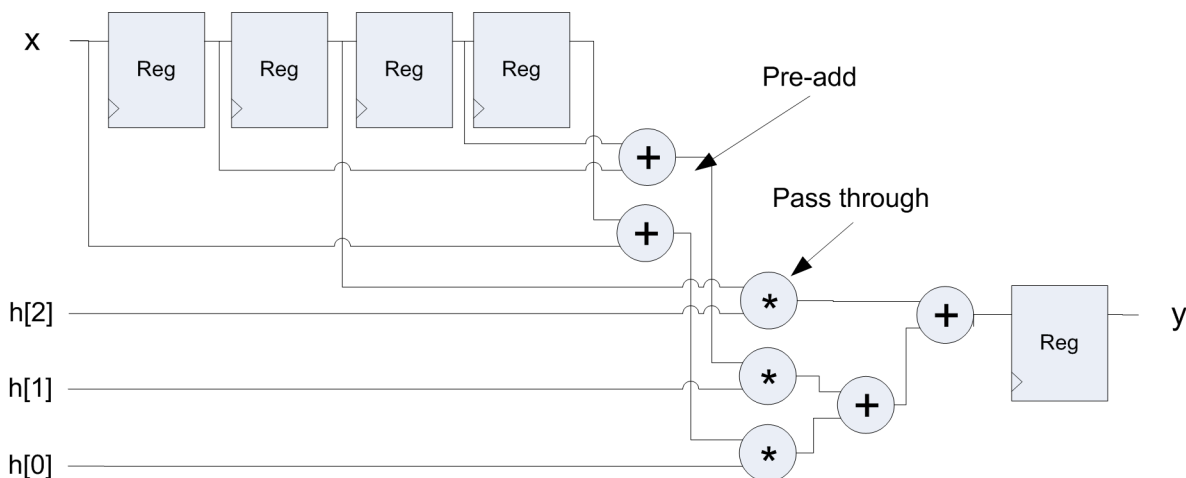 x
Reg
Reg
Reg
Reg
Pre-add
+
+
Pass through
*
h[2]
+
y
Reg
h[1]
*
+
h[0]
*